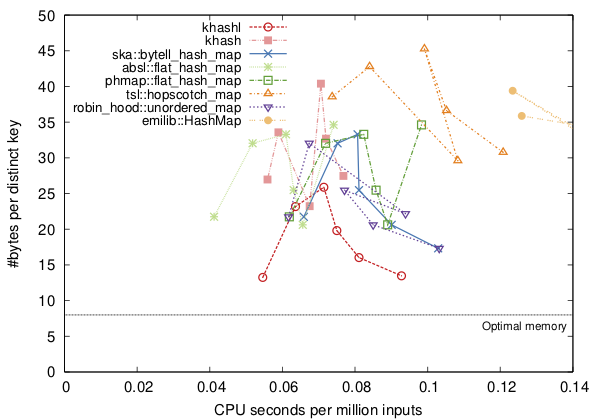 50
45
40
35
30
25
20
15
10
5
0
#bytes per distinct key
khashl
khash
ska::bytell_hash_map
absl::flat_hash_map
phmap::flat_hash_map
tsl::hopscotch_map
robin_hood::unordered_map
emilib::HashMap
Optimal memory
0 0.02 0.04 0.06 0.08 0.1 0.12 0.14
CPU seconds per million inputs